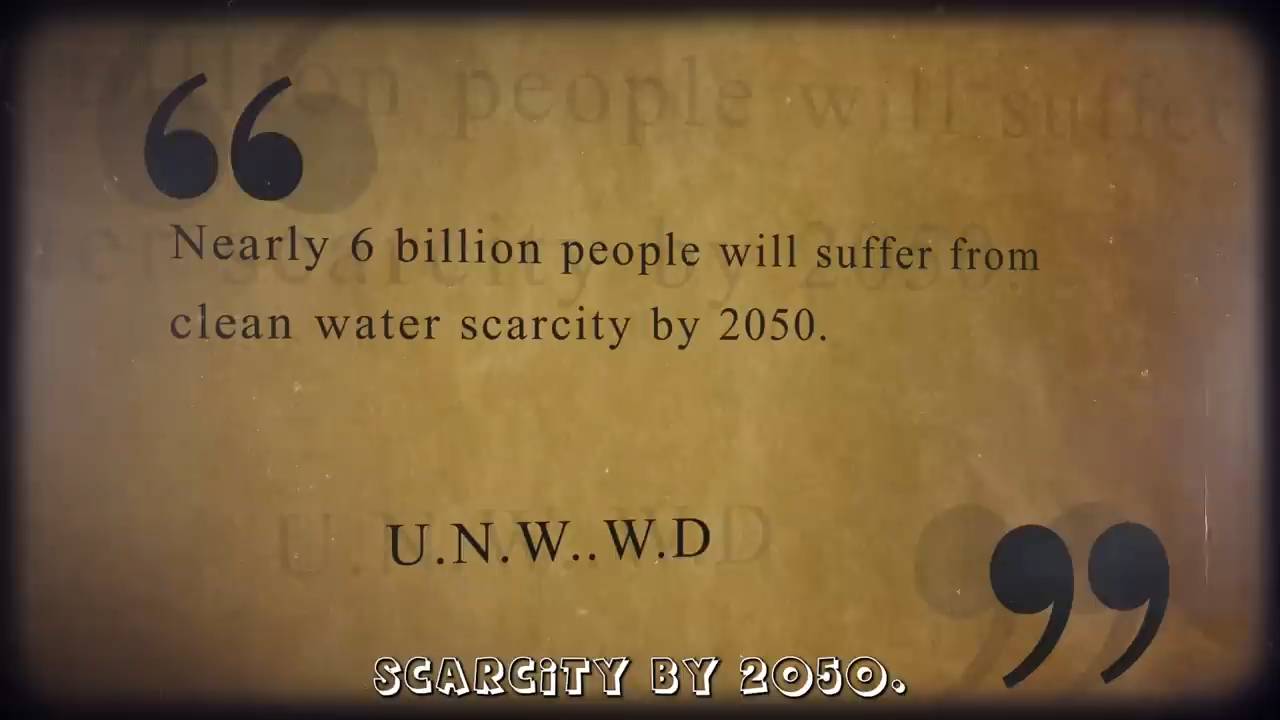 “
Nearly 6 billion people will suffer from
clean water scarcity by 2050.
U.N.W..W.D
”
SCARCiTY BY 2050.